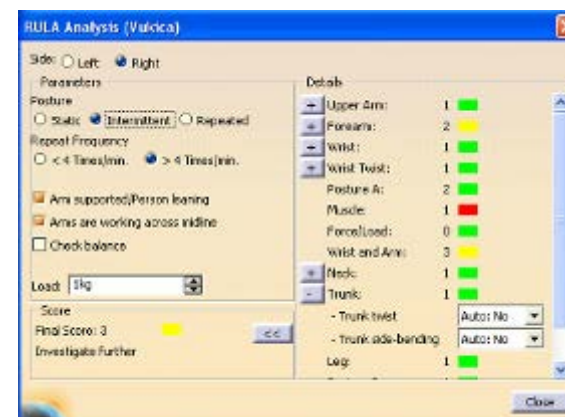 RULA Analysis (Vukica)
Side: Left Right
Parameters
Posture
Static Intermittent Repeated
Repeat Frequency
< 4 Times/min. > 4 Times/min.
Arm supported/Person leaning
Arms are working across midline
Check balance
Load: 1kg
Score
Final Score: 3
<<
Investigate Further
Details
+ Upper Arm: 1
+ Forearm: 2
+ Wrist: 1
+ Wrist Twist: 1
Posture A: 2
Muscle: 1
Force/Load: 0
Wrist and Arm: 3
+ Neck: 1
- Trunk: 1
- Trunk twist Auto: No
- Trunk side-bending Auto: No
Leg: 1
Close